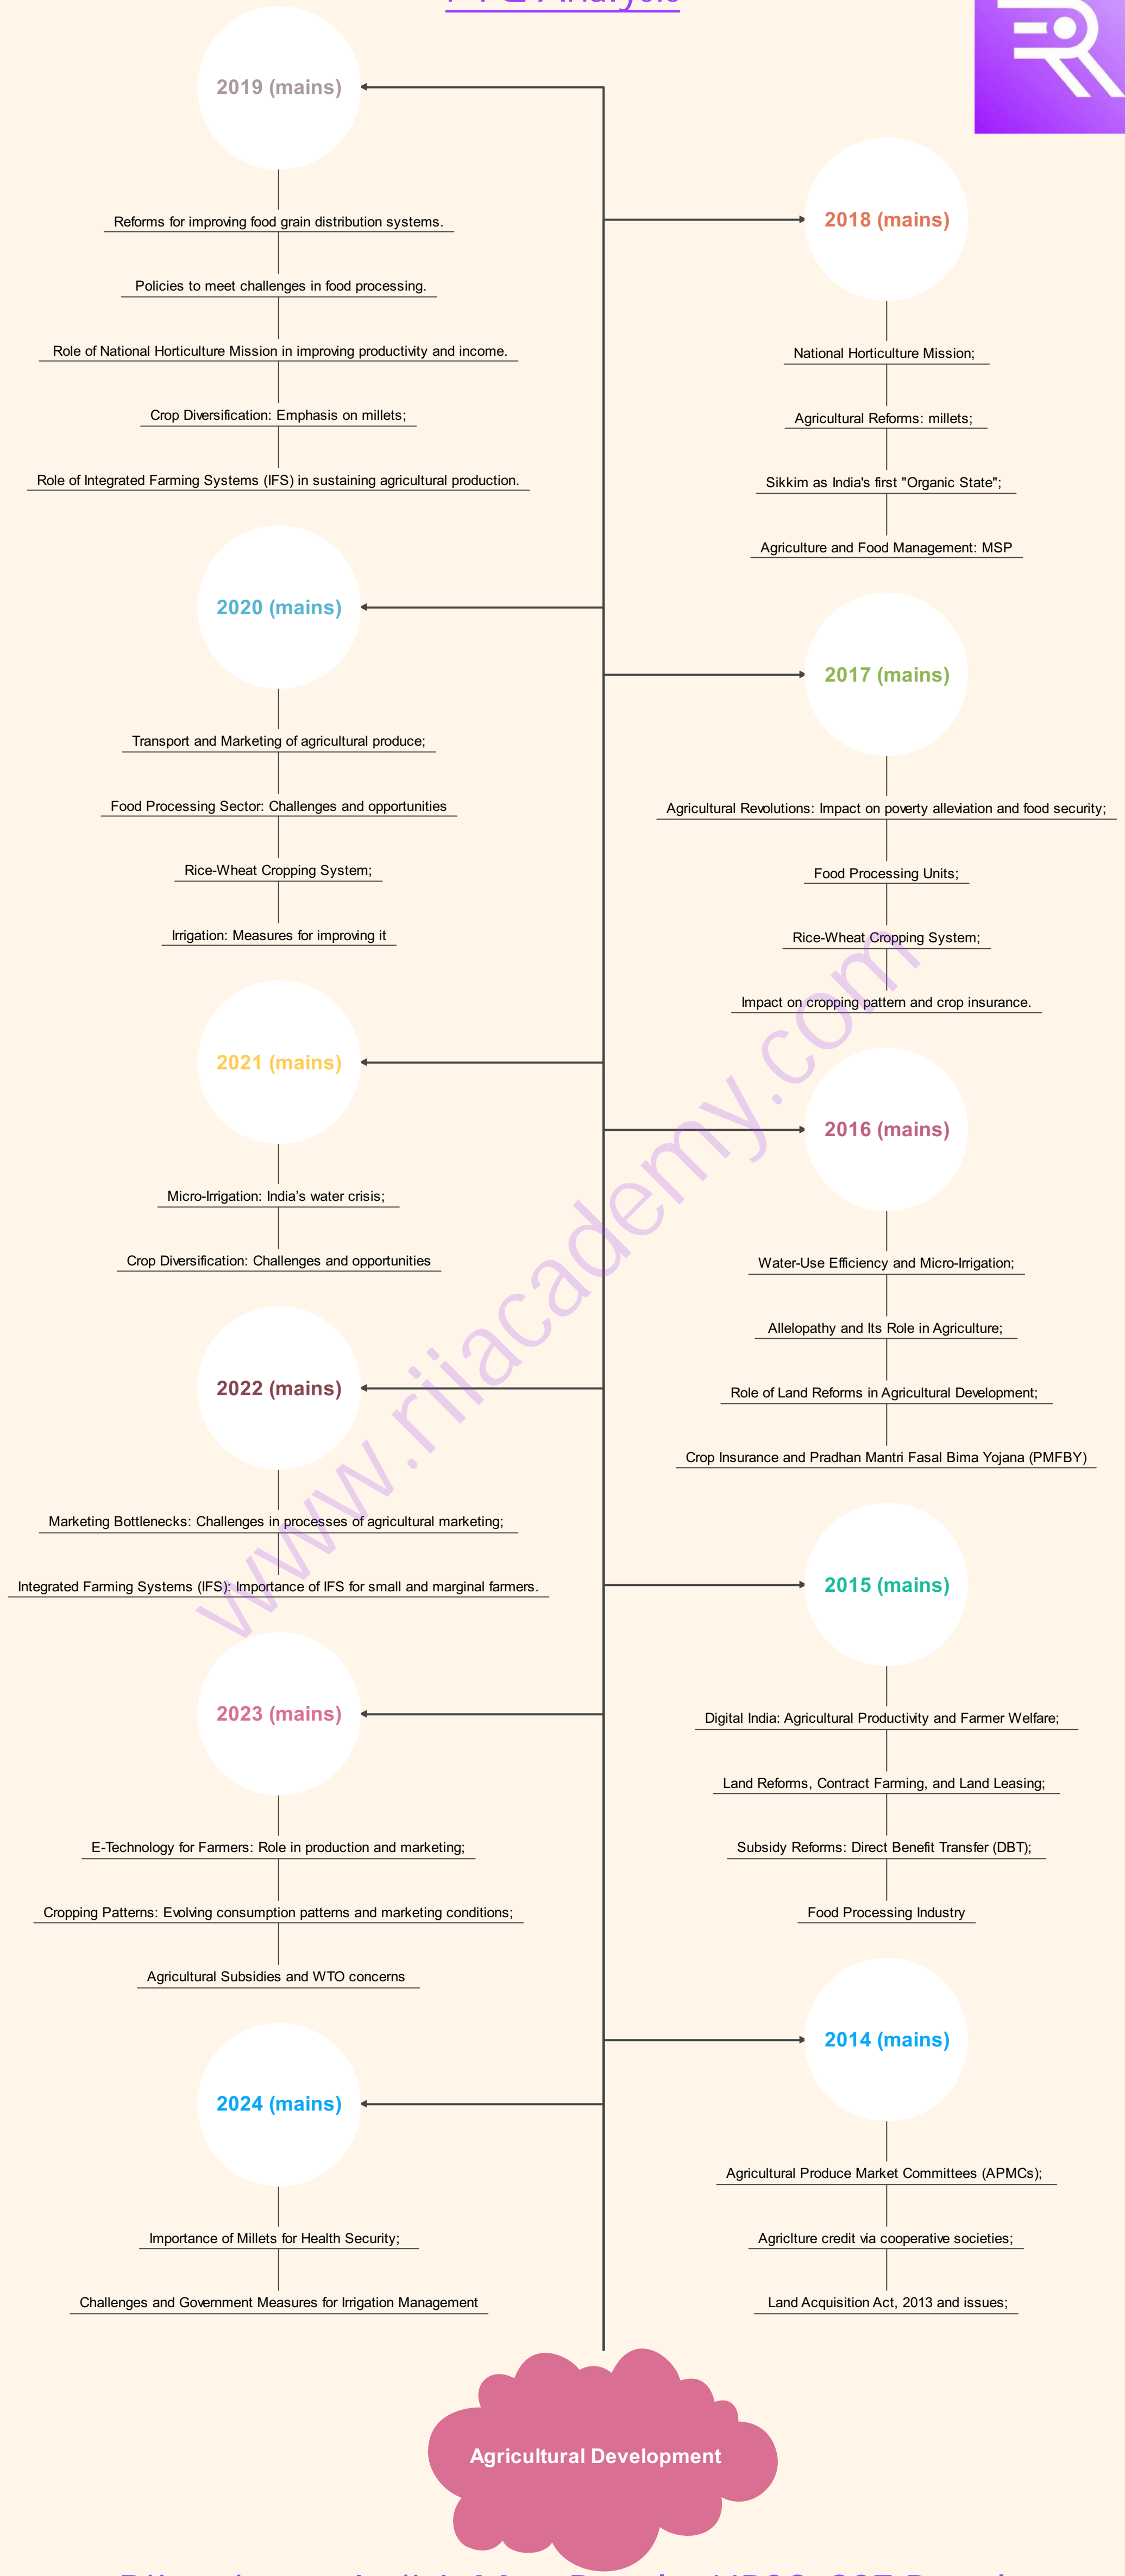 2019 (mains)
Reforms for improving food grain distribution systems.
Policies to meet challenges in food processing.
Role of National Horticulture Mission in improving productivity and income.
Crop Diversification: Emphasis on millets;
Role of Integrated Farming Systems (IFS) in sustaining agricultural production.
2018 (mains)
National Horticulture Mission;
Agricultural Reforms: millets;
Sikkim as India's first "Organic State";
Agriculture and Food Management: MSP
2020 (mains)
Transport and Marketing of agricultural produce;
Food Processing Sector: Challenges and opportunities
Rice-Wheat Cropping System;
Irrigation: Measures for improving it
2017 (mains)
Agricultural Revolutions: Impact on poverty alleviation and food security;
Food Processing Units;
Rice-Wheat Cropping System;
Impact on cropping pattern and crop insurance.
2021 (mains)
Micro-Irrigation: India’s water crisis;
Crop Diversification: Challenges and opportunities
2016 (mains)
Water-Use Efficiency and Micro-Irrigation;
Allelopathy and Its Role in Agriculture;
Role of Land Reforms in Agricultural Development;
Crop Insurance and Pradhan Mantri Fasal Bima Yojana (PMFBY)
2022 (mains)
Marketing Bottlenecks: Challenges in processes of agricultural marketing;
Integrated Farming Systems (IFS): Importance of IFS for small and marginal farmers.
2015 (mains)
Digital India: Agricultural Productivity and Farmer Welfare;
Land Reforms, Contract Farming, and Land Leasing;
Subsidy Reforms: Direct Benefit Transfer (DBT);
Food Processing Industry
2023 (mains)
E-Technology for Farmers: Role in production and marketing;
Cropping Patterns: Evolving consumption patterns and marketing conditions;
Agricultural Subsidies and WTO concerns
2014 (mains)
Agricultural Produce Market Committees (APMCs);
Agriclture credit via cooperative societies;
Land Acquisition Act, 2013 and issues;
2024 (mains)
Importance of Millets for Health Security;
Challenges and Government Measures for Irrigation Management
Agricultural Development
www.riiacademy.com